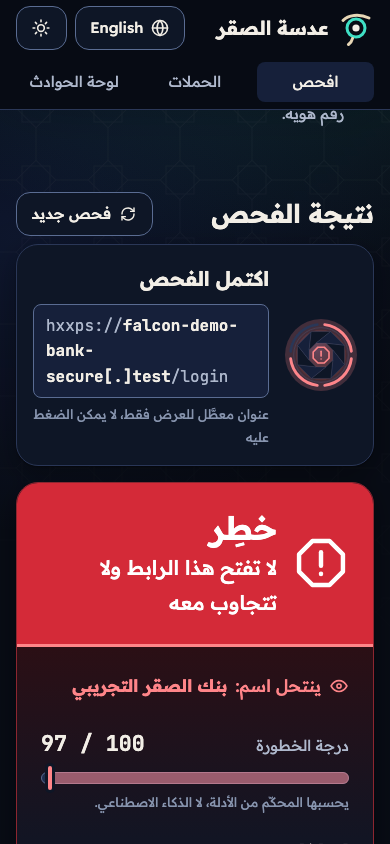 عدسة الصقر
English
افحص
الحملات
لوحة الحوادث
رقم هويه.
نتيجة الفحص
فحص جديد
اكتمل الفحص
hxxps://falcon-demo-
bank-
secure[.]test/login
عنوان معطَّل للعرض فقط، لا يمكن الضغط
عليه
خطِر
لا تفتح هذا الرابط ولا
تتجاوب معه
ينتحل اسم: بنك الصقر التجريبي
درجة الخطورة
97 / 100
يحسبها المحكّم من الأدلة، لا الذكاء الاصطناعي.